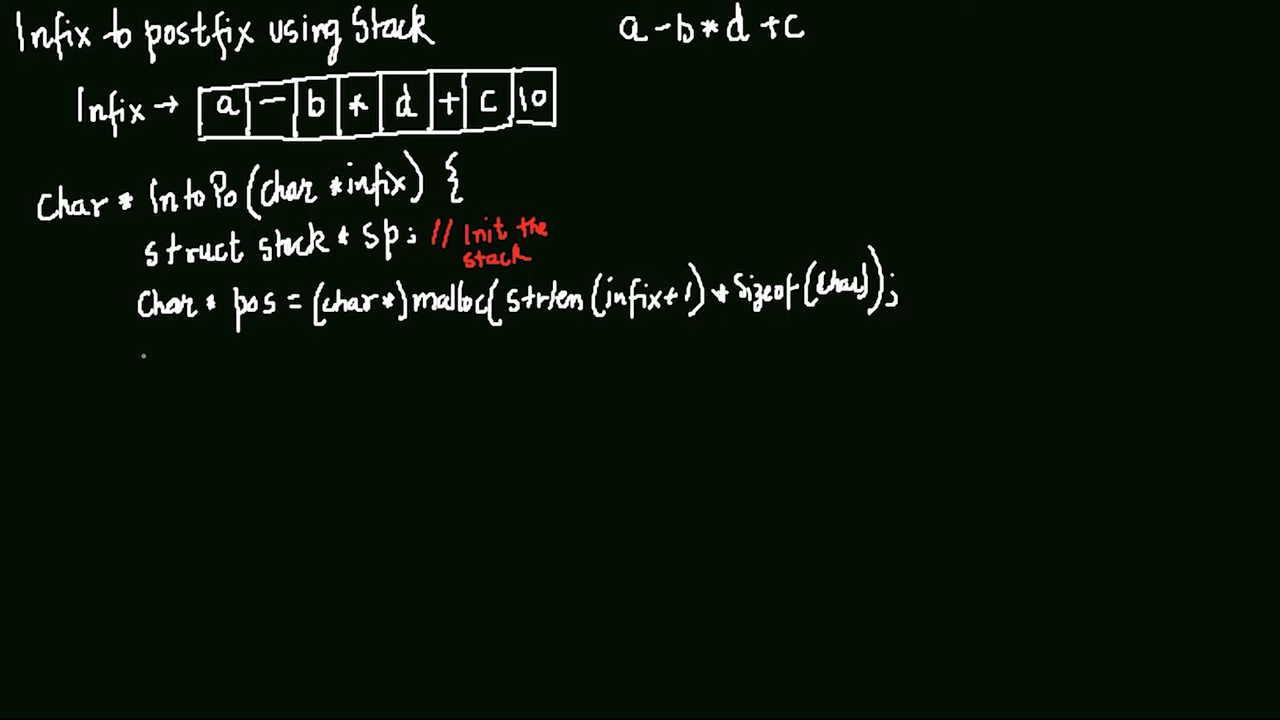 Infix to postfix using Stack
a - b * d + c
Infix → a - b * d + c \0
char * InToPo (char *infix) {
struct stack * sp; // Init the stack
char * pos = (char*) malloc( strlen (infix+1) * sizeof (char));